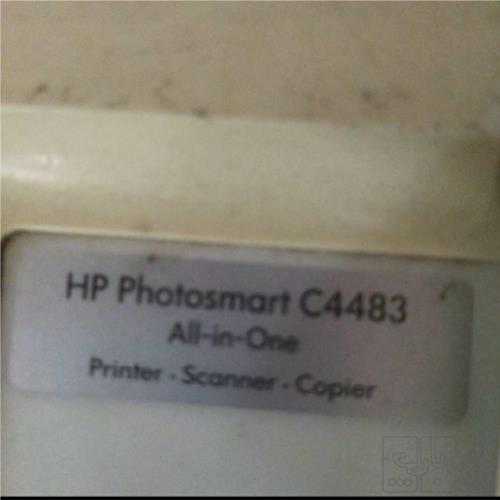 HP Photosmart C4483
All-in-One
Printer - Scanner - Copier